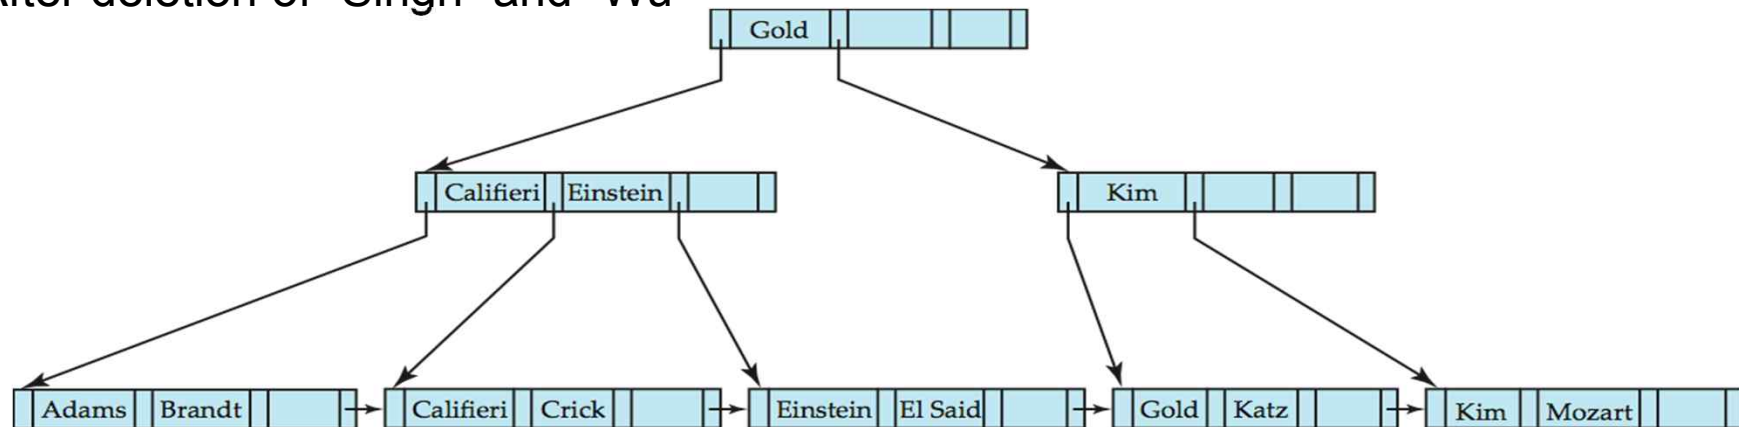 After deletion of "Singh" and "Wu"
Gold
Califieri Einstein
Kim
Adams Brandt
Califieri Crick
Einstein El Said
Gold Katz
Kim Mozart